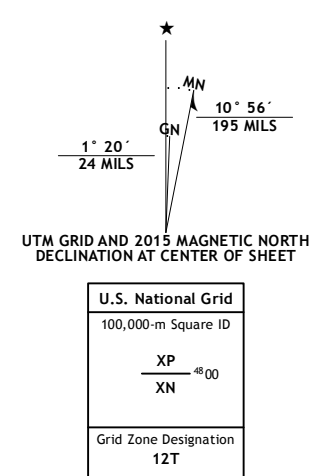 ★
MN
GN
10° 56´
195 MILS
1° 20´
24 MILS
UTM GRID AND 2015 MAGNETIC NORTH
DECLINATION AT CENTER OF SHEET
U.S. National Grid
100,000-m Square ID
XP
⁴⁸00
XN
Grid Zone Designation
12T